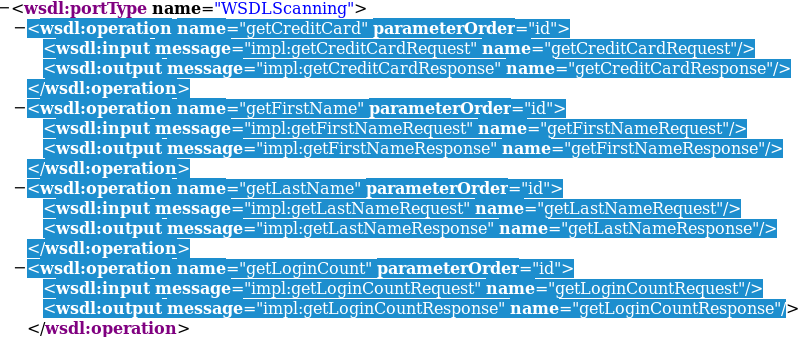 −<wsdl:portType name="WSDLScanning">
−<wsdl:operation name="getCreditCard" parameterOrder="id">
<wsdl:input message="impl:getCreditCardRequest" name="getCreditCardRequest"/>
<wsdl:output message="impl:getCreditCardResponse" name="getCreditCardResponse"/>
</wsdl:operation>
−<wsdl:operation name="getFirstName" parameterOrder="id">
<wsdl:input message="impl:getFirstNameRequest" name="getFirstNameRequest"/>
<wsdl:output message="impl:getFirstNameResponse" name="getFirstNameResponse"/>
</wsdl:operation>
−<wsdl:operation name="getLastName" parameterOrder="id">
<wsdl:input message="impl:getLastNameRequest" name="getLastNameRequest"/>
<wsdl:output message="impl:getLastNameResponse" name="getLastNameResponse"/>
</wsdl:operation>
−<wsdl:operation name="getLoginCount" parameterOrder="id">
<wsdl:input message="impl:getLoginCountRequest" name="getLoginCountRequest"/>
<wsdl:output message="impl:getLoginCountResponse" name="getLoginCountResponse"/>
</wsdl:operation>